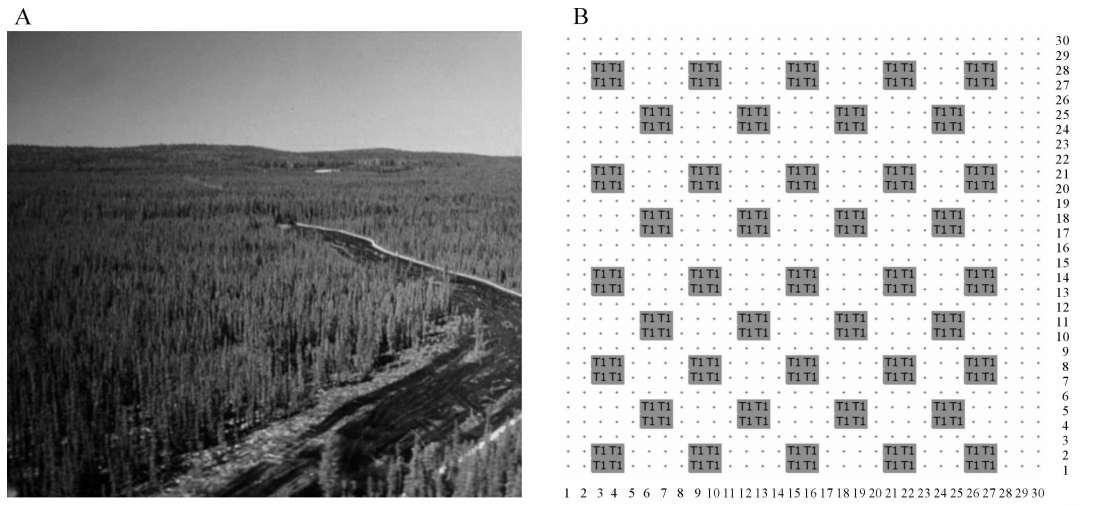 A
B
30
29
T1 T1 T1 T1 T1 T1 T1 T1 T1 T1 28
T1 T1 T1 T1 T1 T1 T1 T1 T1 T1 27
26
T1 T1 T1 T1 T1 T1 T1 T1 25
T1 T1 T1 T1 T1 T1 T1 T1 24
23
22
T1 T1 T1 T1 T1 T1 T1 T1 T1 T1 21
T1 T1 T1 T1 T1 T1 T1 T1 T1 T1 20
19
T1 T1 T1 T1 T1 T1 T1 T1 18
T1 T1 T1 T1 T1 T1 T1 T1 17
16
15
T1 T1 T1 T1 T1 T1 T1 T1 T1 T1 14
T1 T1 T1 T1 T1 T1 T1 T1 T1 T1 13
12
T1 T1 T1 T1 T1 T1 T1 T1 11
T1 T1 T1 T1 T1 T1 T1 T1 10
9
T1 T1 T1 T1 T1 T1 T1 T1 T1 T1 8
T1 T1 T1 T1 T1 T1 T1 T1 T1 T1 7
6
T1 T1 T1 T1 T1 T1 T1 T1 5
T1 T1 T1 T1 T1 T1 T1 T1 4
3
T1 T1 T1 T1 T1 T1 T1 T1 T1 T1 2
T1 T1 T1 T1 T1 T1 T1 T1 T1 T1 1
1 2 3 4 5 6 7 8 9 10 11 12 13 14 15 16 17 18 19 20 21 22 23 24 25 26 27 28 29 30